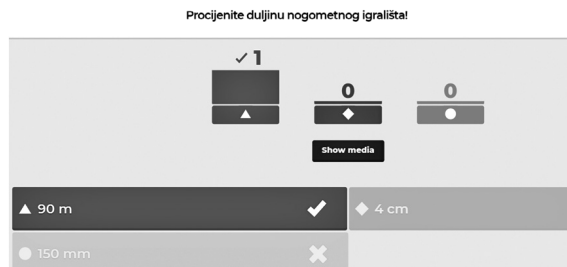 Procijenite duljinu nogometnog igrališta!
1
0
0
Show media
90 m
4 cm
150 mm